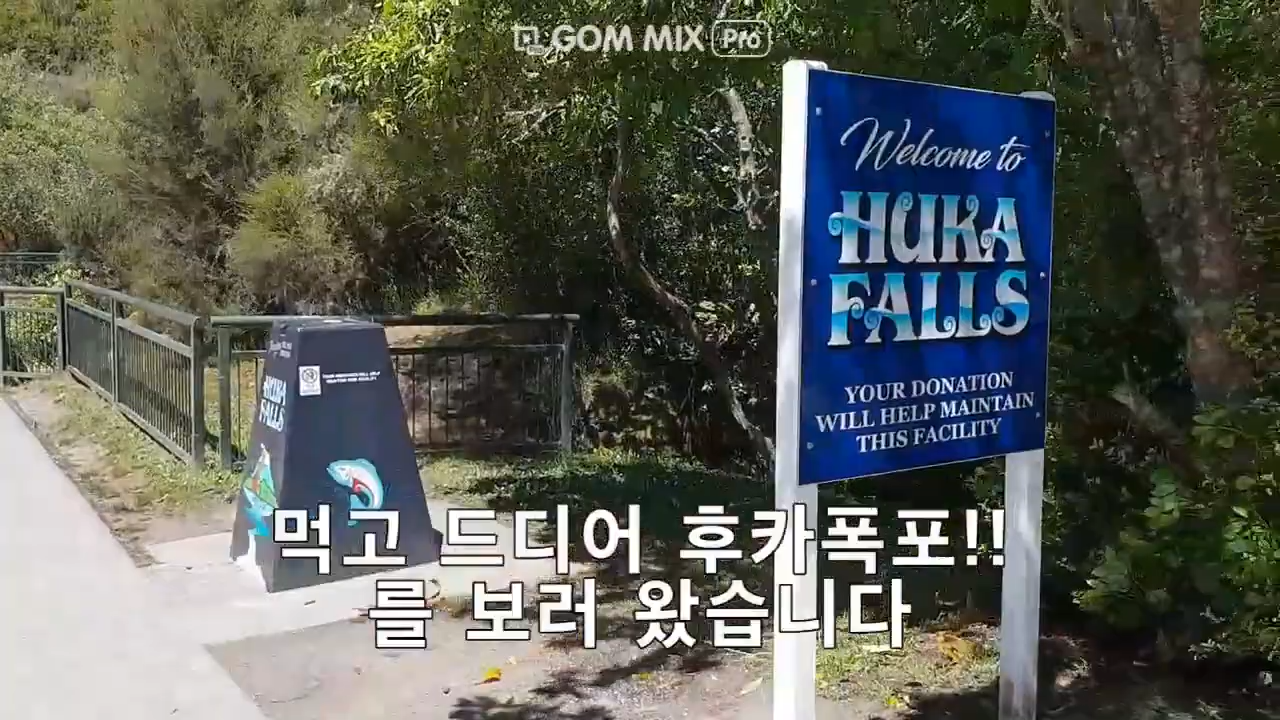 GOM MIX Pro
Welcome to
HUKA
FALLS
YOUR DONATION
WILL HELP MAINTAIN
THIS FACILITY
HUKA
FALLS
먹고 드디어 후카폭포!!
를 보러 왔습니다